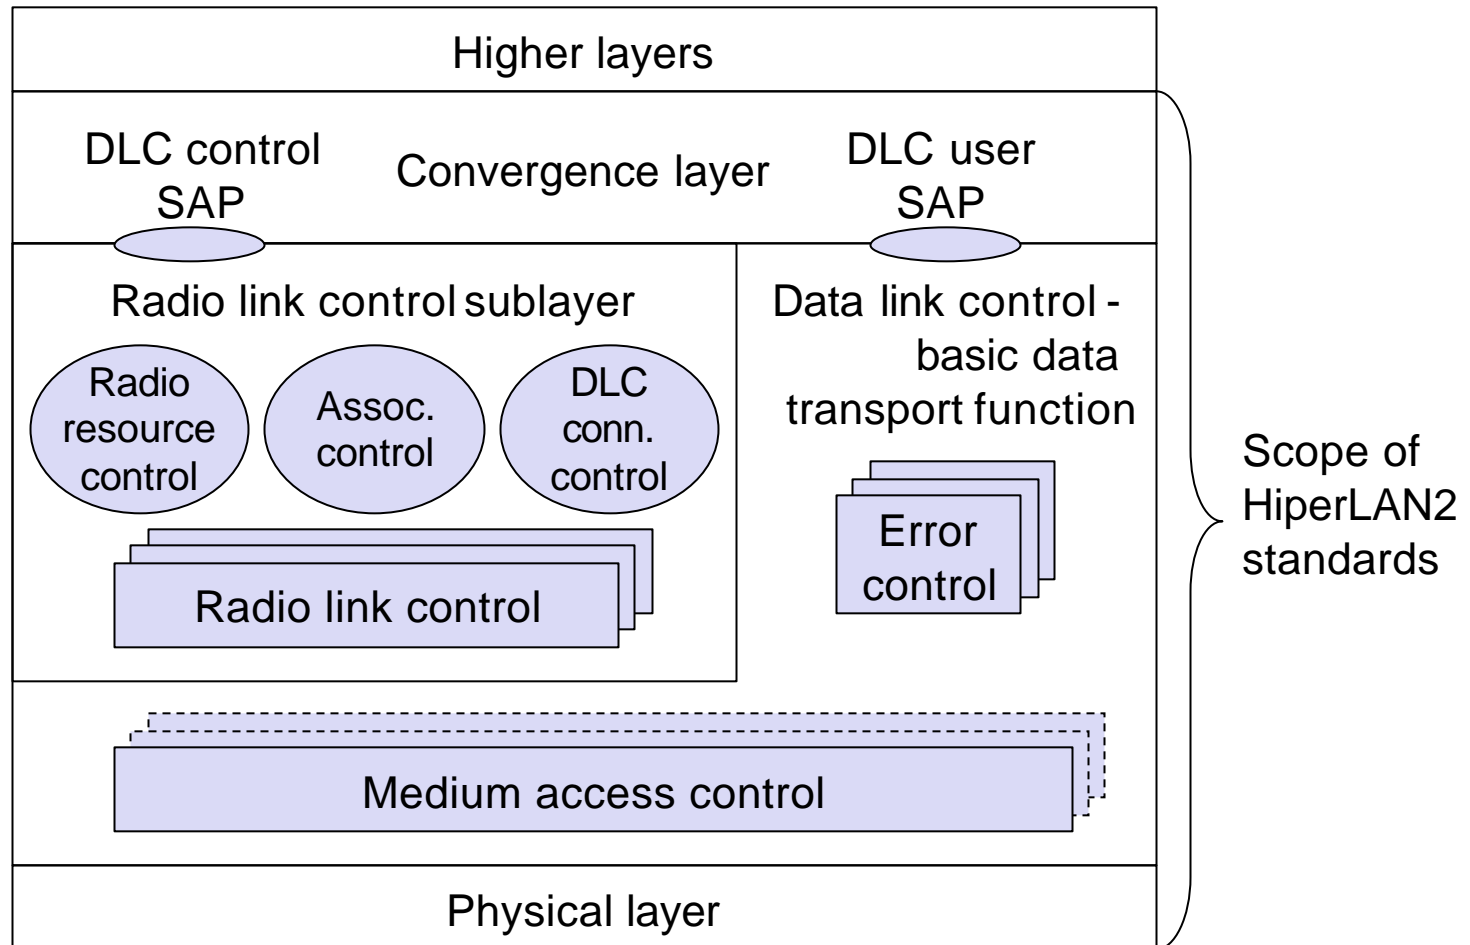 Higher layers
DLC control
SAP
Convergence layer
DLC user
SAP
Radio link control sublayer
Data link control -
basic data
transport function
Radio
resource
control
Assoc.
control
DLC
conn.
control
Radio link control
Error
control
Medium access control
Physical layer
Scope of
HiperLAN2
standards